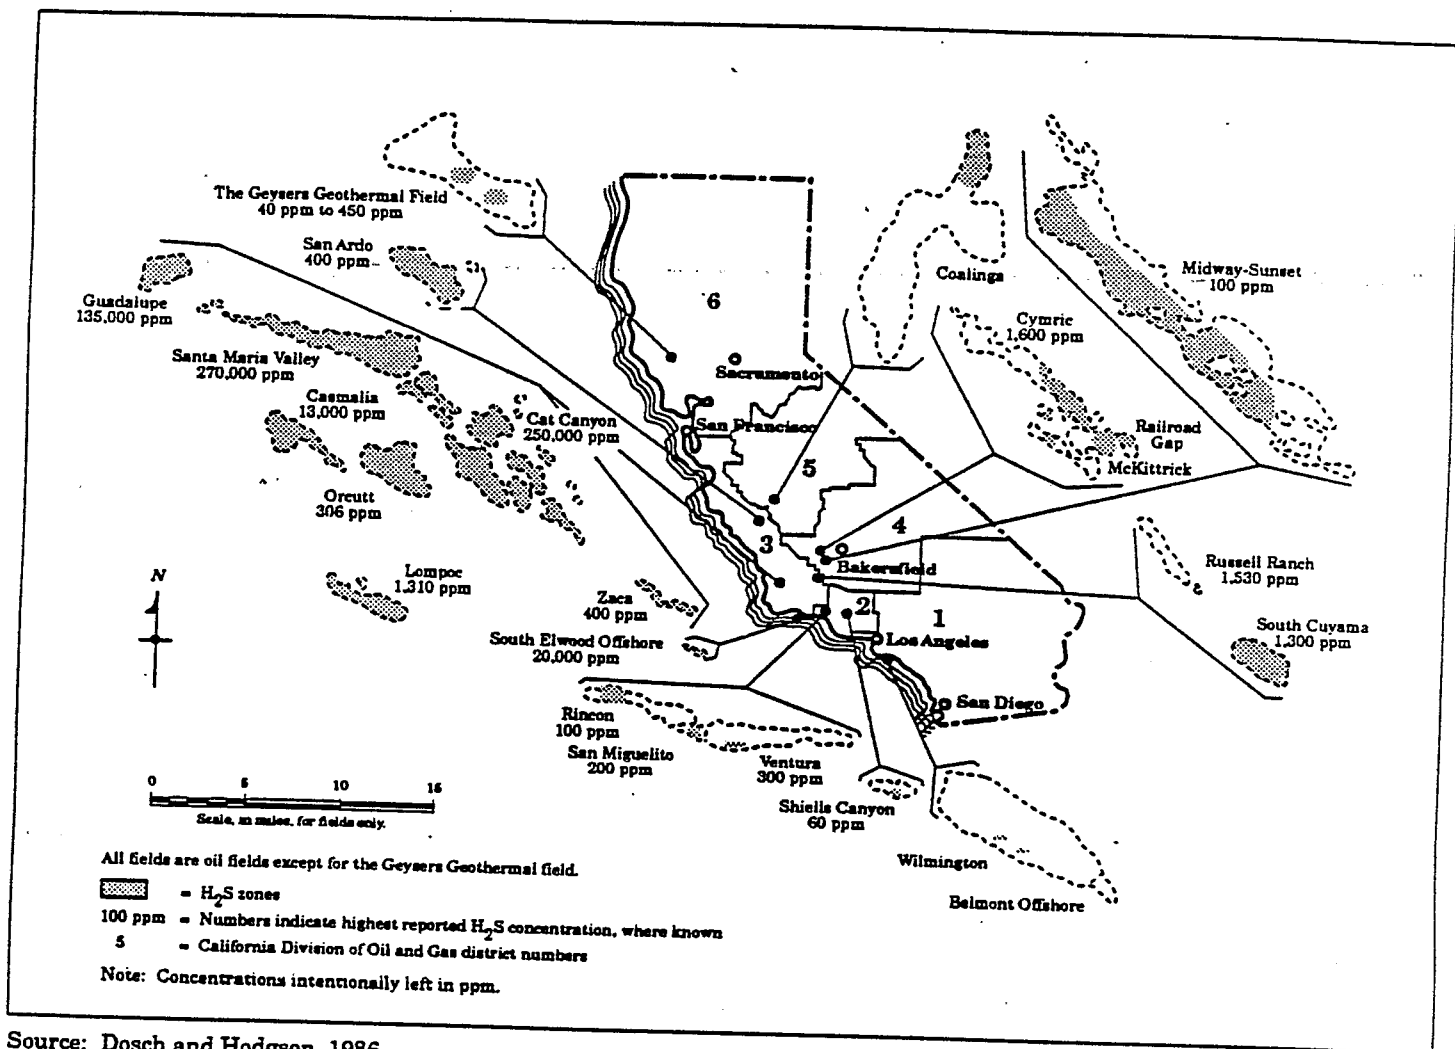 The Geysers Geothermal Field
40 ppm to 450 ppm
San Ardo
400 ppm
Guadalupe
135,000 ppm
Santa Maria Valley
270,000 ppm
Casmalia
13,000 ppm
Cat Canyon
250,000 ppm
Orcutt
306 ppm
Lompoc
1,310 ppm
Zaca
400 ppm
South Elwood Offshore
20,000 ppm
Rincon
100 ppm
San Miguelito
200 ppm
Ventura
300 ppm
Shiells Canyon
60 ppm
Wilmington
Belmont Offshore
Coalinga
Midway-Sunset
100 ppm
Cymric
1,600 ppm
Railroad
Gap
McKittrick
Russell Ranch
1,530 ppm
South Cuyama
1,300 ppm
6
Sacramento
San Francisco
5
4
3
Bakersfield
2
1
Los Angeles
San Diego
N
0 5 10 15
Scale, in miles, for fields only.
All fields are oil fields except for the Geysers Geothermal field.
= H2S zones
100 ppm = Numbers indicate highest reported H2S concentration, where known
5 = California Division of Oil and Gas district numbers
Note: Concentrations intentionally left in ppm.
Source: Dosch and Hodgson, 1986